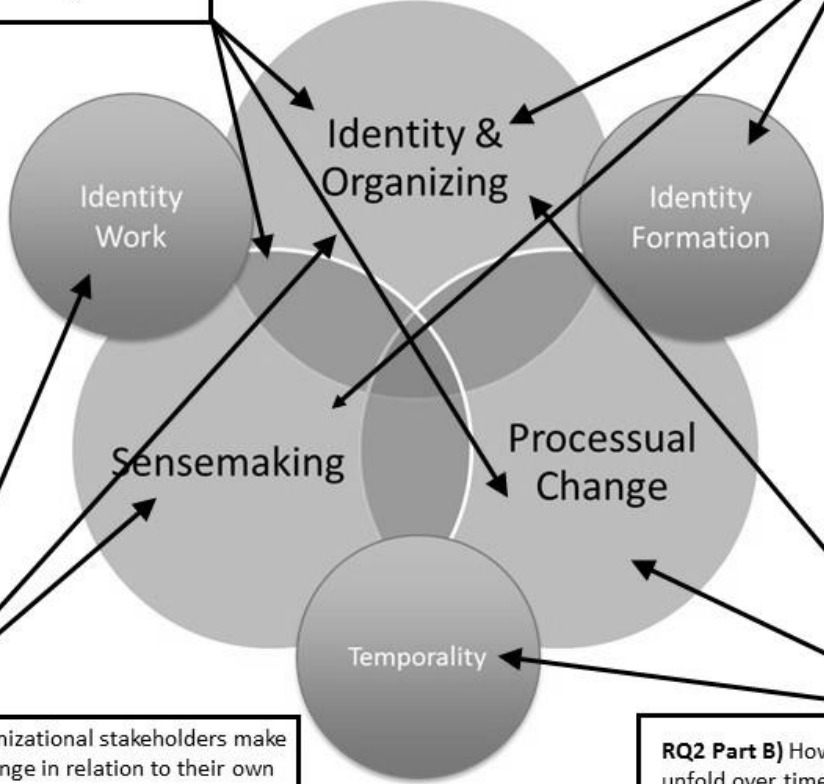 Identity &
Organizing
Identity
Work
Identity
Formation
Sensemaking
Processual
Change
Temporality
nizational stakeholders make
nge in relation to their own
RQ2 Part B) How
unfold over time